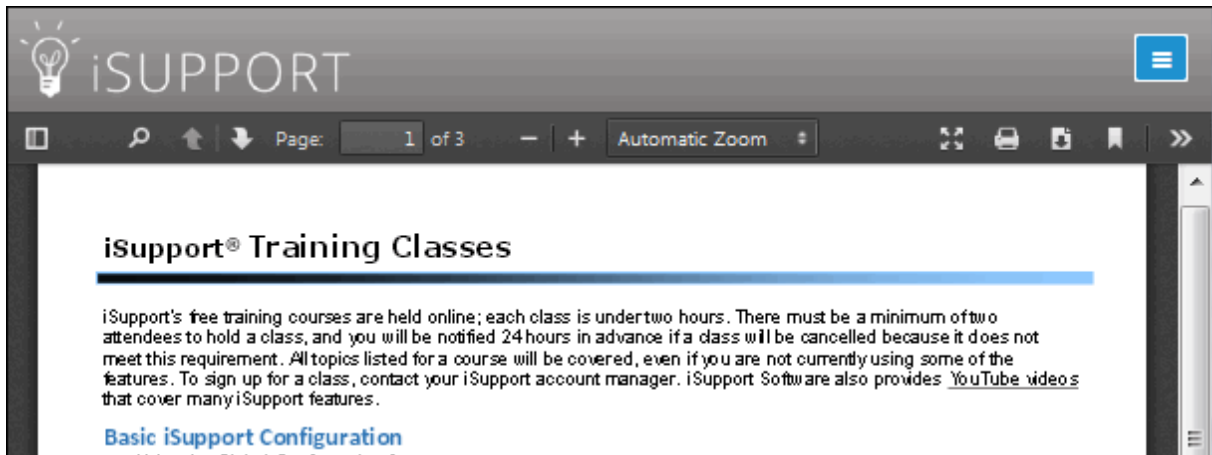 iSUPPORT
Page: 1 of 3 Automatic Zoom
iSupport® Training Classes
iSupport's free training courses are held online; each class is under two hours. There must be a minimum of two
attendees to hold a class, and you will be notified 24 hours in advance if a class will be cancelled because it does not
meet this requirement. All topics listed for a course will be covered, even if you are not currently using some of the
features. To sign up for a class, contact your iSupport account manager. iSupport Software also provides YouTube videos
that cover many iSupport features.
Basic iSupport Configuration